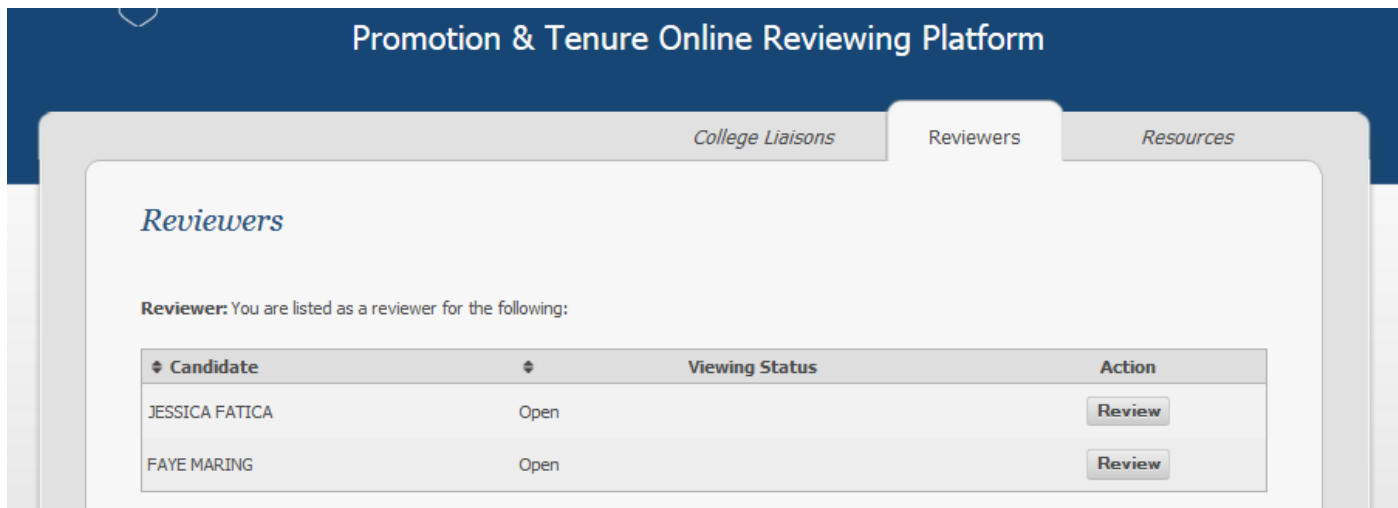 Promotion & Tenure Online Reviewing Platform
College Liaisons Reviewers Resources
Reviewers
Reviewer: You are listed as a reviewer for the following:
Candidate Viewing Status Action
JESSICA FATICA Open Review
FAYE MARING Open Review